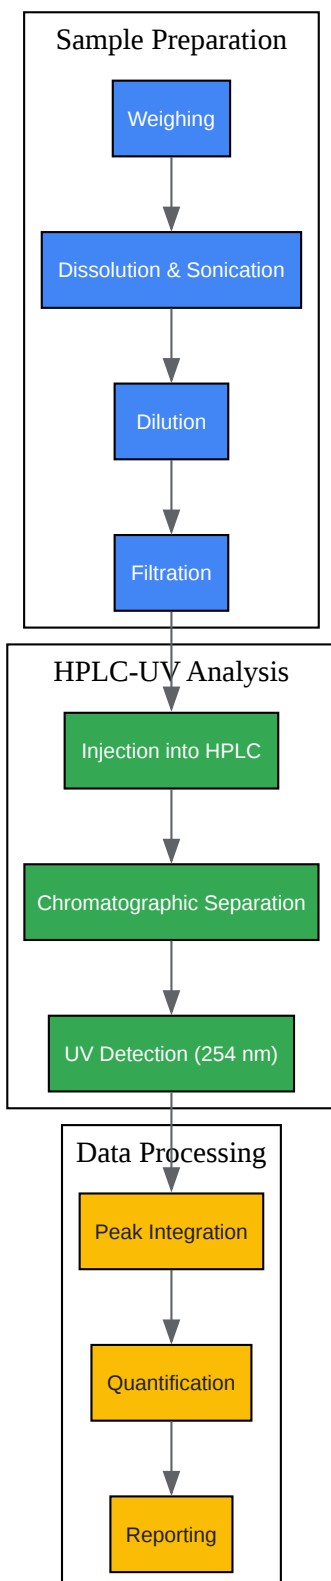 Sample Preparation
Weighing
Dissolution & Sonication
Dilution
Filtration
HPLC-UV Analysis
Injection into HPLC
Chromatographic Separation
UV Detection (254 nm)
Data Processing
Peak Integration
Quantification
Reporting